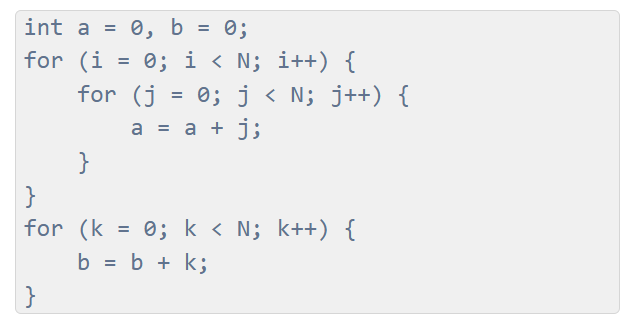 int a = 0, b = 0;
for (i = 0; i < N; i++) {
    for (j = 0; j < N; j++) {
        a = a + j;
    }
}
for (k = 0; k < N; k++) {
    b = b + k;
}